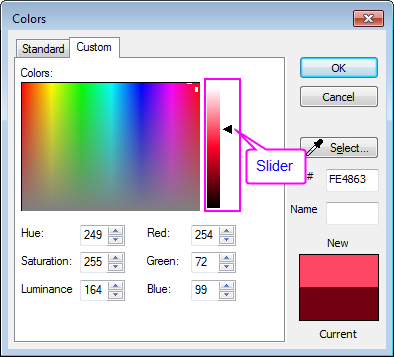 Colors
Standard
Custom
Colors:
OK
Cancel
Slider
Select...
# FE4863
Name
Hue: 249
Red: 254
Saturation: 255
Green: 72
Luminance 164
Blue: 99
New
Current